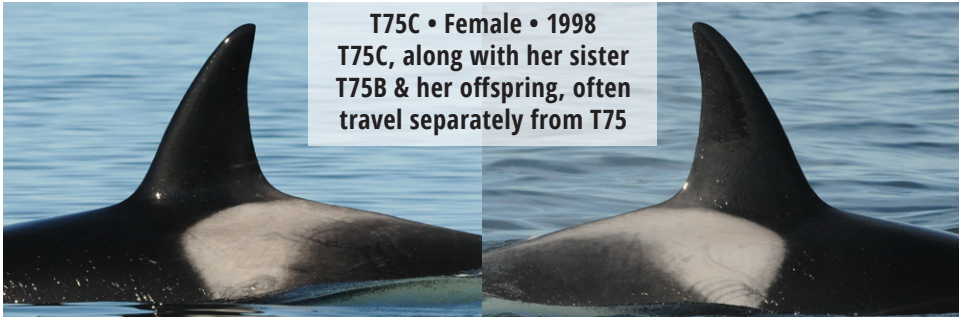 T75C • Female • 1998
T75C, along with her sister
T75B & her offspring, often
travel separately from T75